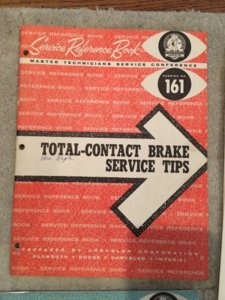 Service Reference Book
MASTER TECHNICIANS SERVICE CONFERENCE
SESSION NO.
161
TOTAL-CONTACT BRAKE
SERVICE TIPS
PREPARED BY CHRYSLER CORPORATION
PLYMOUTH • DODGE • CHRYSLER • IMPERIAL